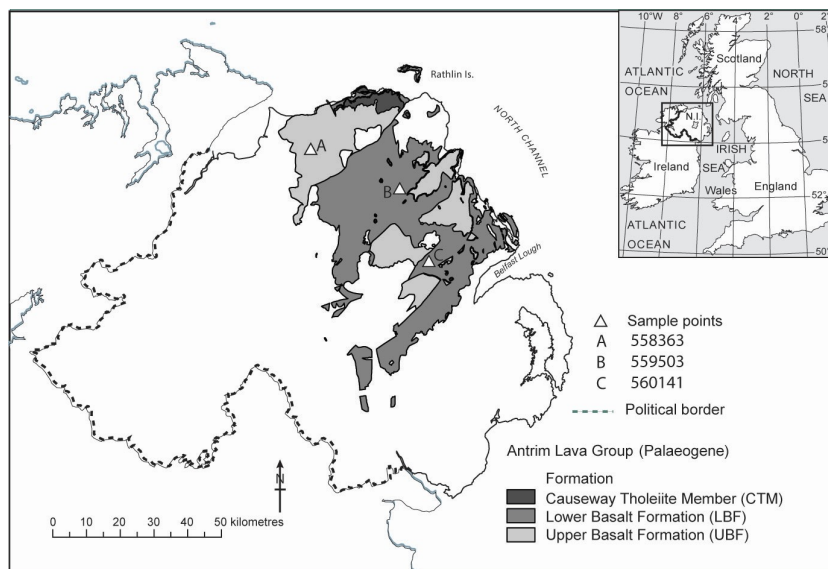 Rathlin Is.
NORTH CHANNEL
A
B
C
Belfast Lough
10°W 8° 6° 4° 2° 0°
58°
Scotland
ATLANTIC
OCEAN
NORTH
SEA
5
N.I.
IRISH
SEA
5
5
Ireland
Wales
England
52°
ATLANTIC
OCEAN
50°
Sample points
A 558363
B 559503
C 560141
Political border
Antrim Lava Group (Palaeogene)
Formation
Causeway Tholeiite Member (CTM)
Lower Basalt Formation (LBF)
Upper Basalt Formation (UBF)
N
0 10 20 30 40 50 kilometres